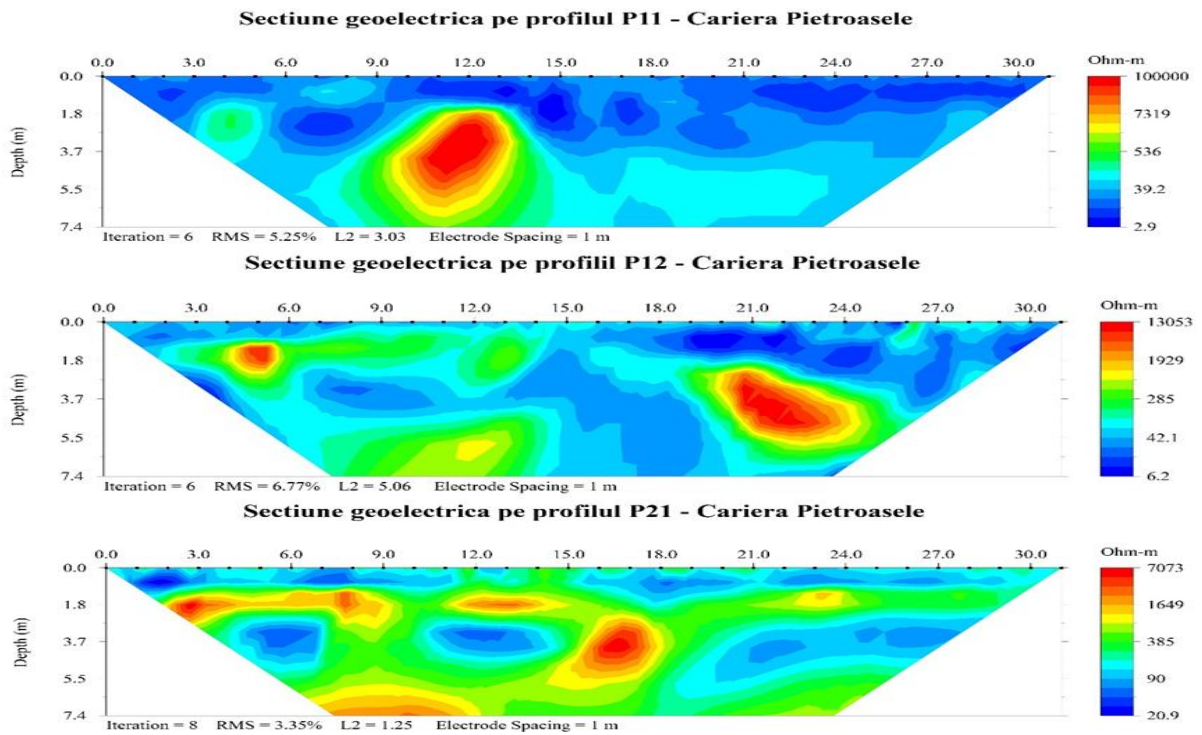 Sectiune geoelectrica pe profilul P11 - Cariera Pietroasele
0.0 3.0 6.0 9.0 12.0 15.0 18.0 21.0 24.0 27.0 30.0
Ohm-m
0.0
1.8
3.7
5.5
7.4
Depth (m)
100000
7319
536
39.2
2.9
Iteration = 6 RMS = 5.25% L2 = 3.03 Electrode Spacing = 1 m
Sectiune geoelectrica pe profilil P12 - Cariera Pietroasele
0.0 3.0 6.0 9.0 12.0 15.0 18.0 21.0 24.0 27.0 30.0
Ohm-m
0.0
1.8
3.7
5.5
7.4
Depth (m)
13053
1929
285
42.1
6.2
Iteration = 6 RMS = 6.77% L2 = 5.06 Electrode Spacing = 1 m
Sectiune geoelectrica pe profilul P21 - Cariera Pietroasele
0.0 3.0 6.0 9.0 12.0 15.0 18.0 21.0 24.0 27.0 30.0
Ohm-m
0.0
1.8
3.7
5.5
7.4
Depth (m)
7073
1649
385
90
20.9
Iteration = 8 RMS = 3.35% L2 = 1.25 Electrode Spacing = 1 m